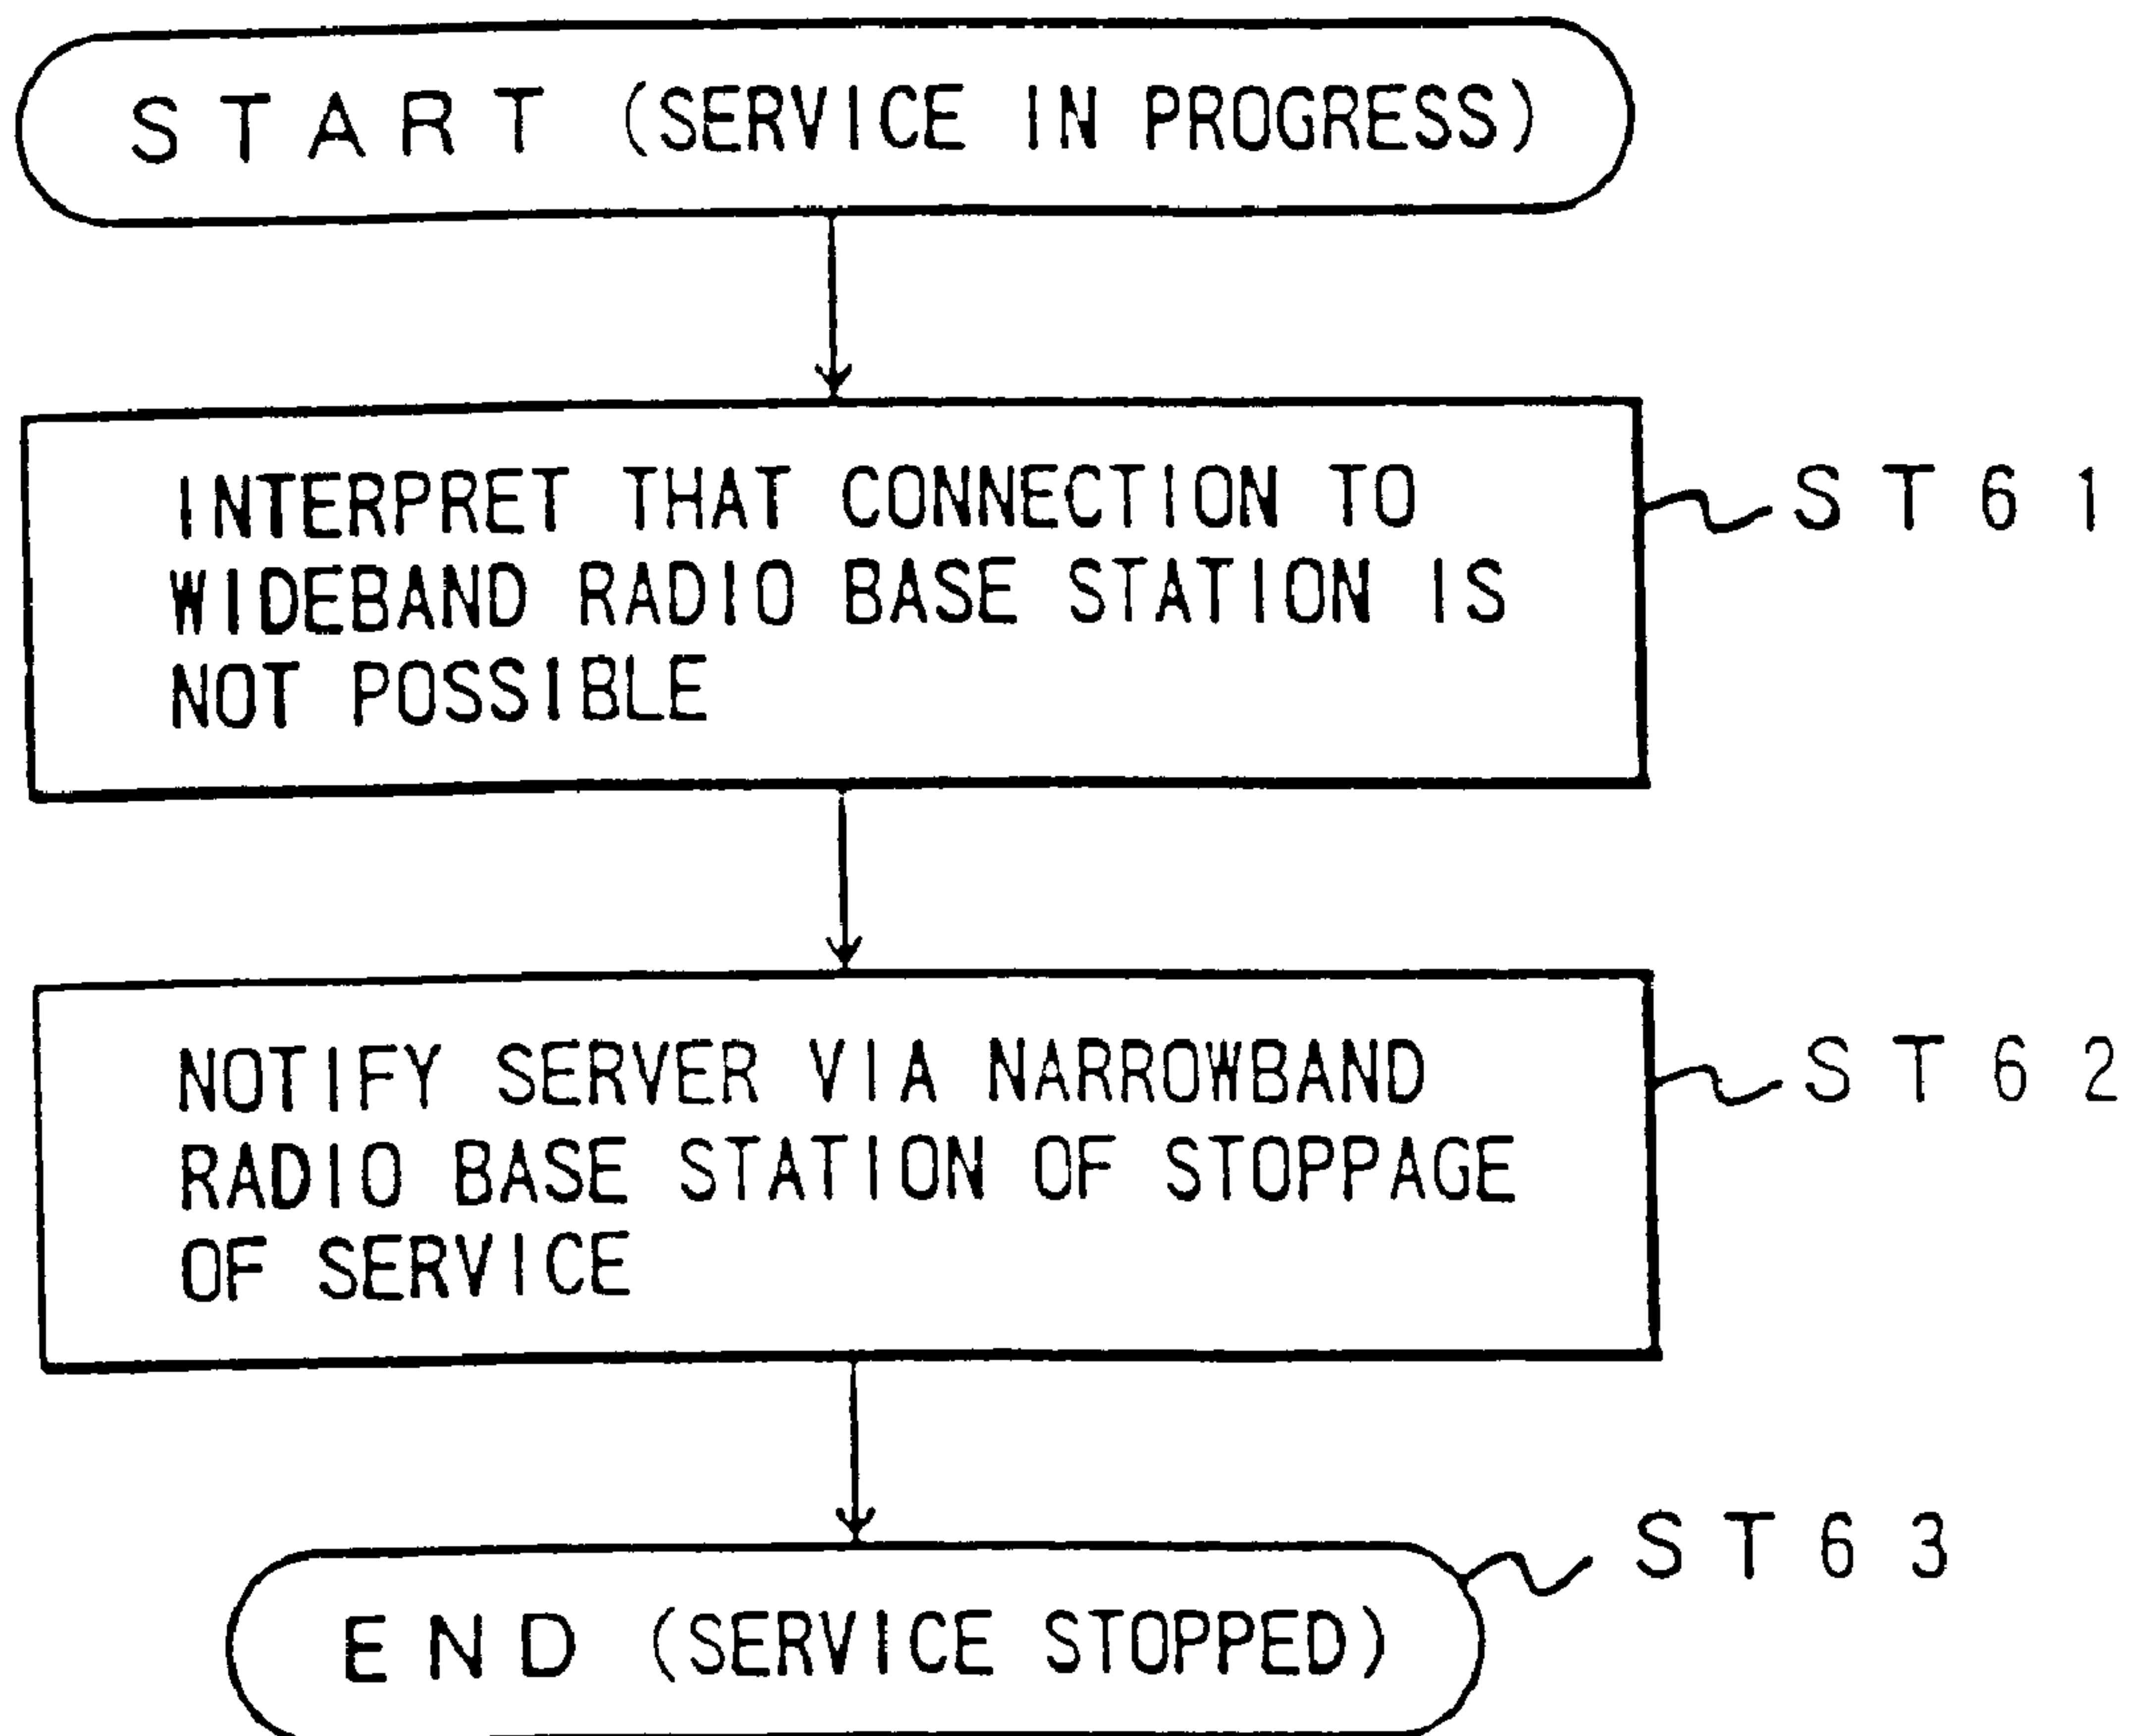 START (SERVICE IN PROGRESS)
INTERPRET THAT CONNECTION TO
WIDEBAND RADIO BASE STATION IS
NOT POSSIBLE
ST61
NOTIFY SERVER VIA NARROWBAND
RADIO BASE STATION OF STOPPAGE
OF SERVICE
ST62
END (SERVICE STOPPED)
ST63